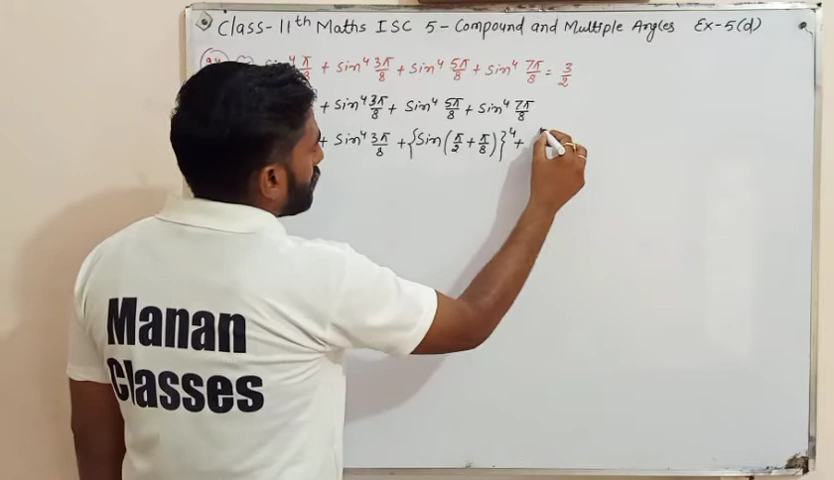 Class-11th Maths ISC 5-Compound and Multiple Angles Ex-5(d)
sin⁴ π/8 + sin⁴ 3π/8 + sin⁴ 5π/8 + sin⁴ 7π/8 = 3/2
+ sin⁴ 3π/8 + sin⁴ 5π/8 + sin⁴ 7π/8
+ sin⁴ 3π/8 + {sin(π/2 + π/8)}⁴ +
Manan
Classes